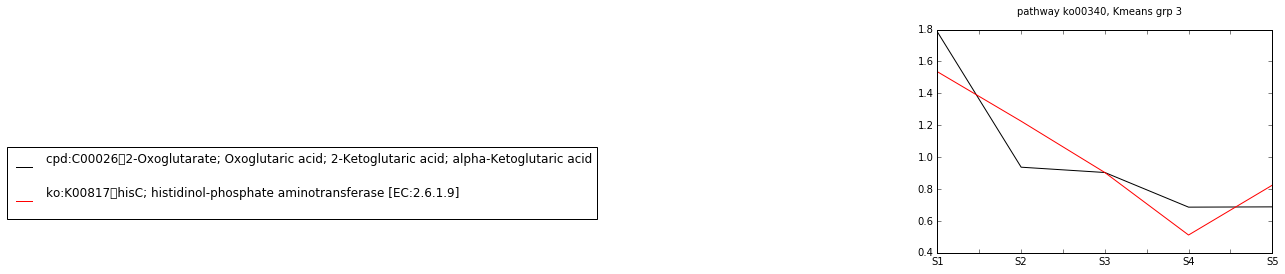 pathway ko00340, Kmeans grp 3
1.8
1.6
1.4
1.2
1.0
0.8
0.6
0.4
S1 S2 S3 S4 S5
cpd:C00026▯2-Oxoglutarate; Oxoglutaric acid; 2-Ketoglutaric acid; alpha-Ketoglutaric acid
ko:K00817▯hisC; histidinol-phosphate aminotransferase [EC:2.6.1.9]